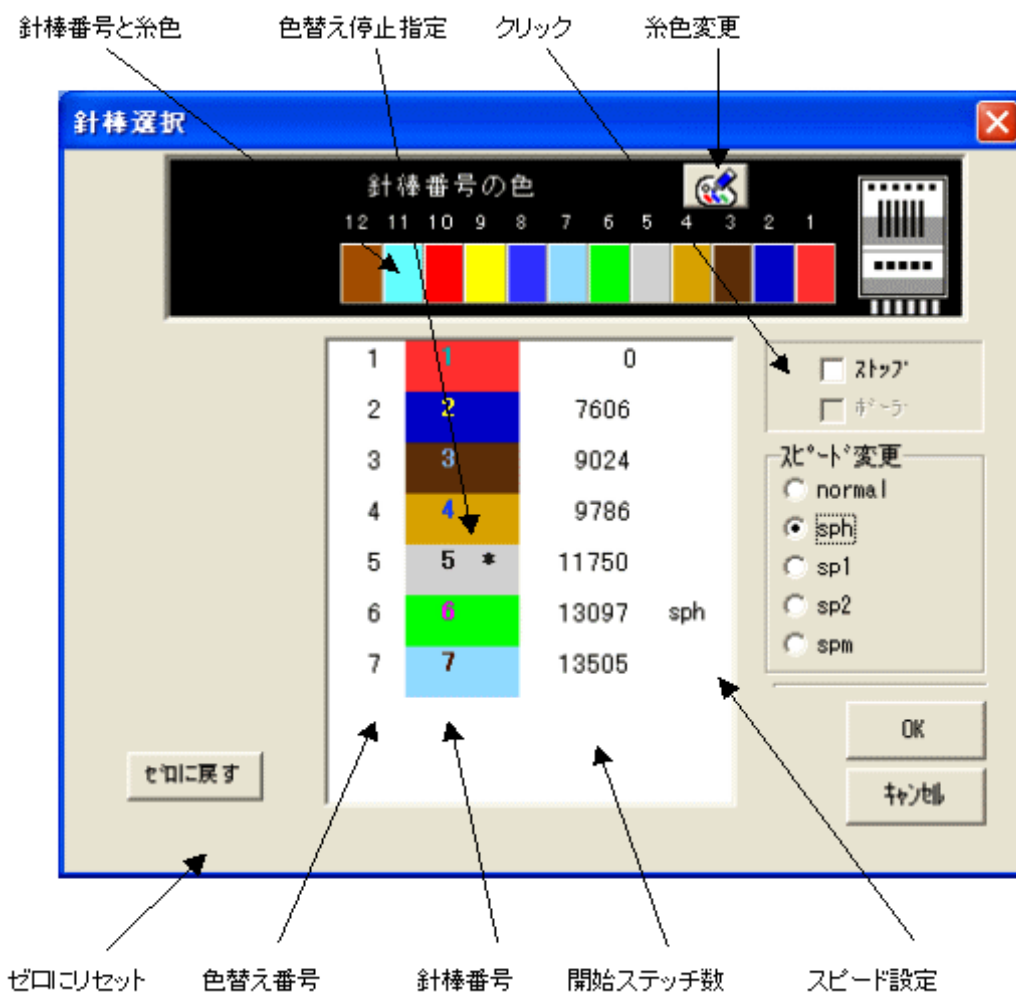 針棒番号と糸色 色替え停止指定 クリック 糸色変更
針棒選択
針棒番号の色
12 11 10 9 8 7 6 5 4 3 2 1
1 1 0
2 2 7606
3 3 9024
4 4 9786
5 5 * 11750
6 6 13097 sph
7 7 13505
ｽﾄｯﾌﾟ
ﾎﾞｰﾗ
ｽﾋﾟｰﾄﾞ変更
normal
sph
sp1
sp2
spm
OK
ｾﾞﾛに戻す
ｷｬﾝｾﾙ
ゼロにリセット 色替え番号 針棒番号 開始ステッチ数 スピード設定